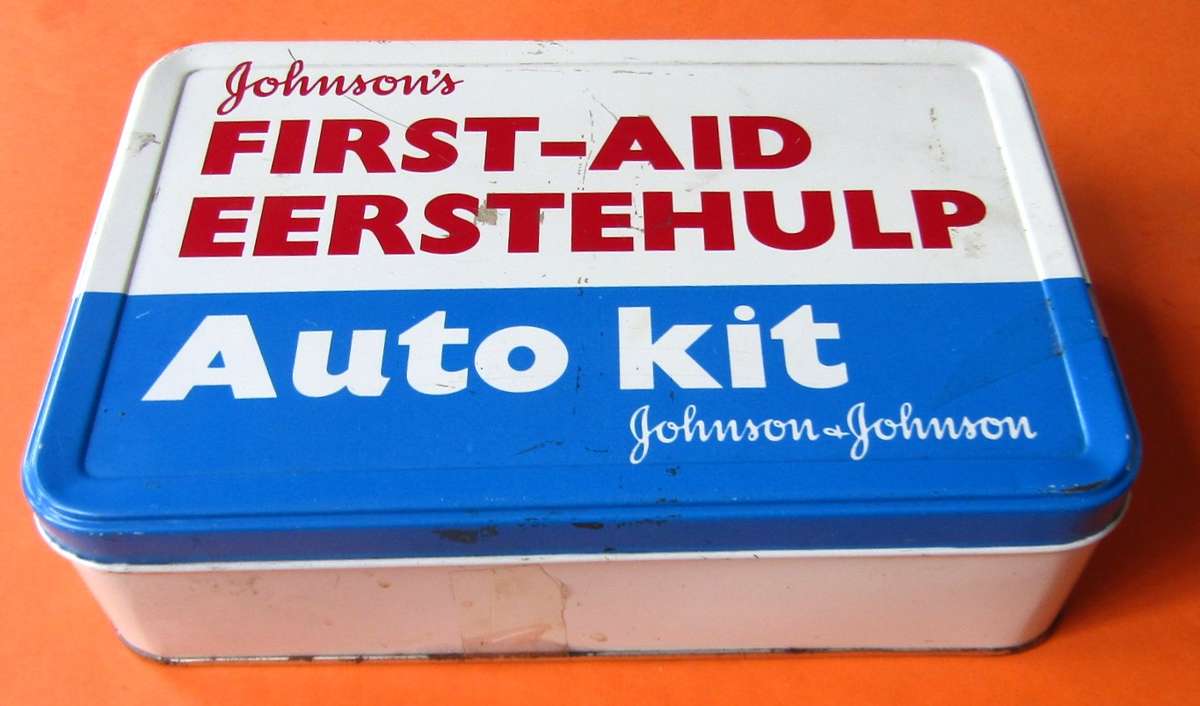 Johnson's
FIRST-AID
EERSTEHULP
Auto kit
Johnson & Johnson